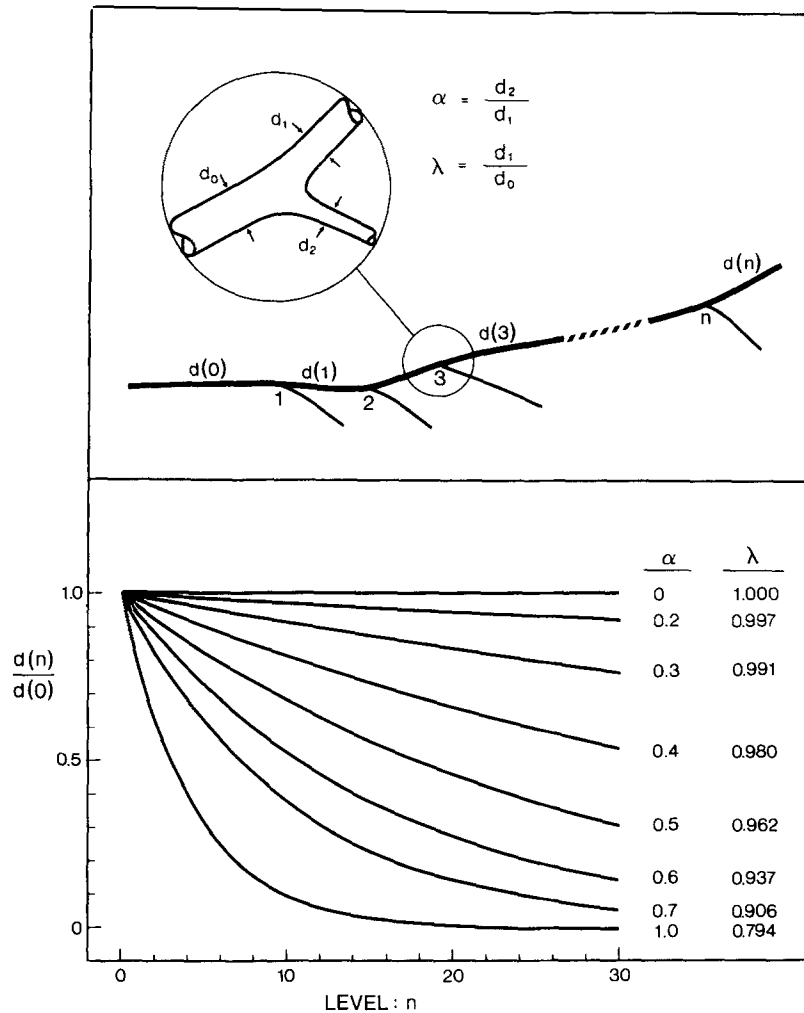 α = d₂/d₁
λ = d₁/d₀
d₁
d₀
d₂
d(0)
d(1)
d(3)
d(n)
1
2
3
n
α λ
0 1.000
0.2 0.997
0.3 0.991
0.4 0.980
0.5 0.962
0.6 0.937
0.7 0.906
1.0 0.794
d(n)/d(0)
1.0
0.5
0
0 10 20 30
LEVEL: n